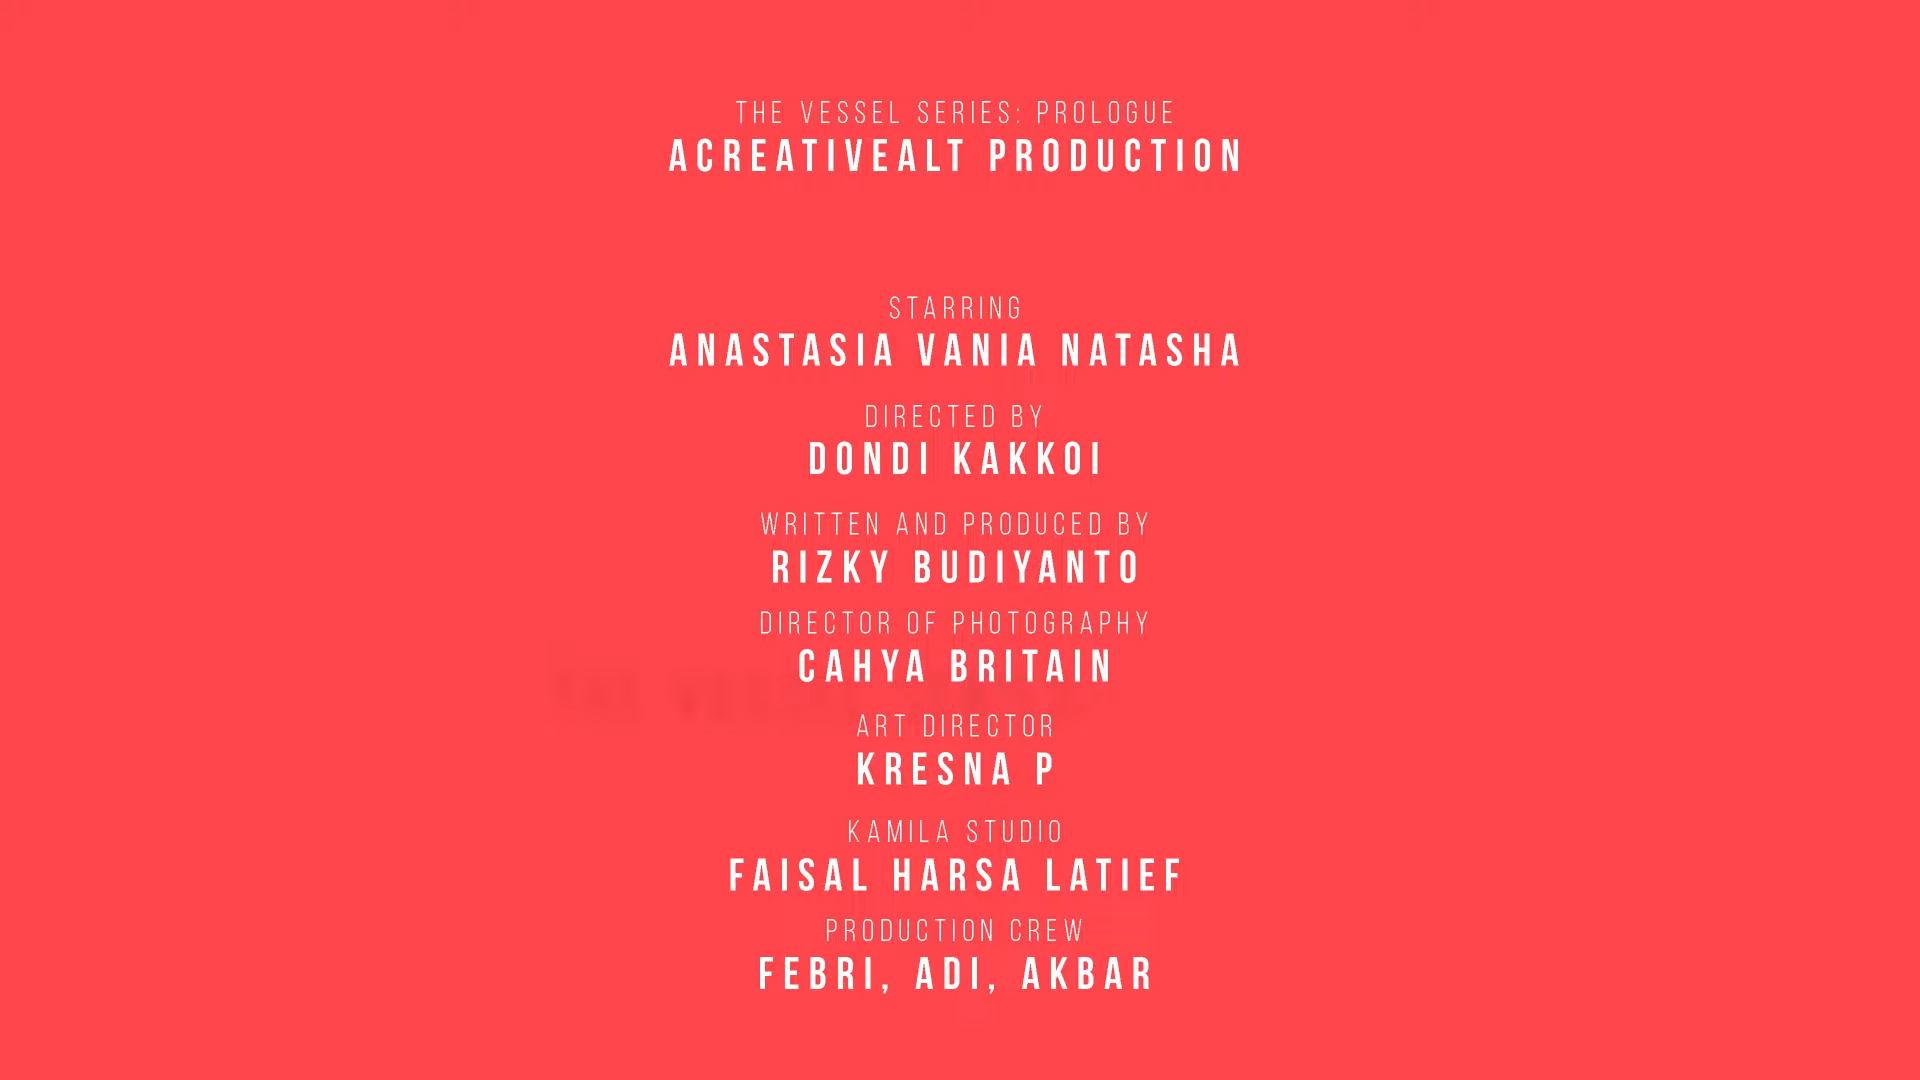 THE VESSEL SERIES: PROLOGUE
ACREATIVEALT PRODUCTION
STARRING
ANASTASIA VANIA NATASHA
DIRECTED BY
DONDI KAKKOI
WRITTEN AND PRODUCED BY
RIZKY BUDIYANTO
DIRECTOR OF PHOTOGRAPHY
CAHYA BRITAIN
ART DIRECTOR
KRESNA P
KAMILA STUDIO
FAISAL HARSA LATIEF
PRODUCTION CREW
FEBRI, ADI, AKBAR